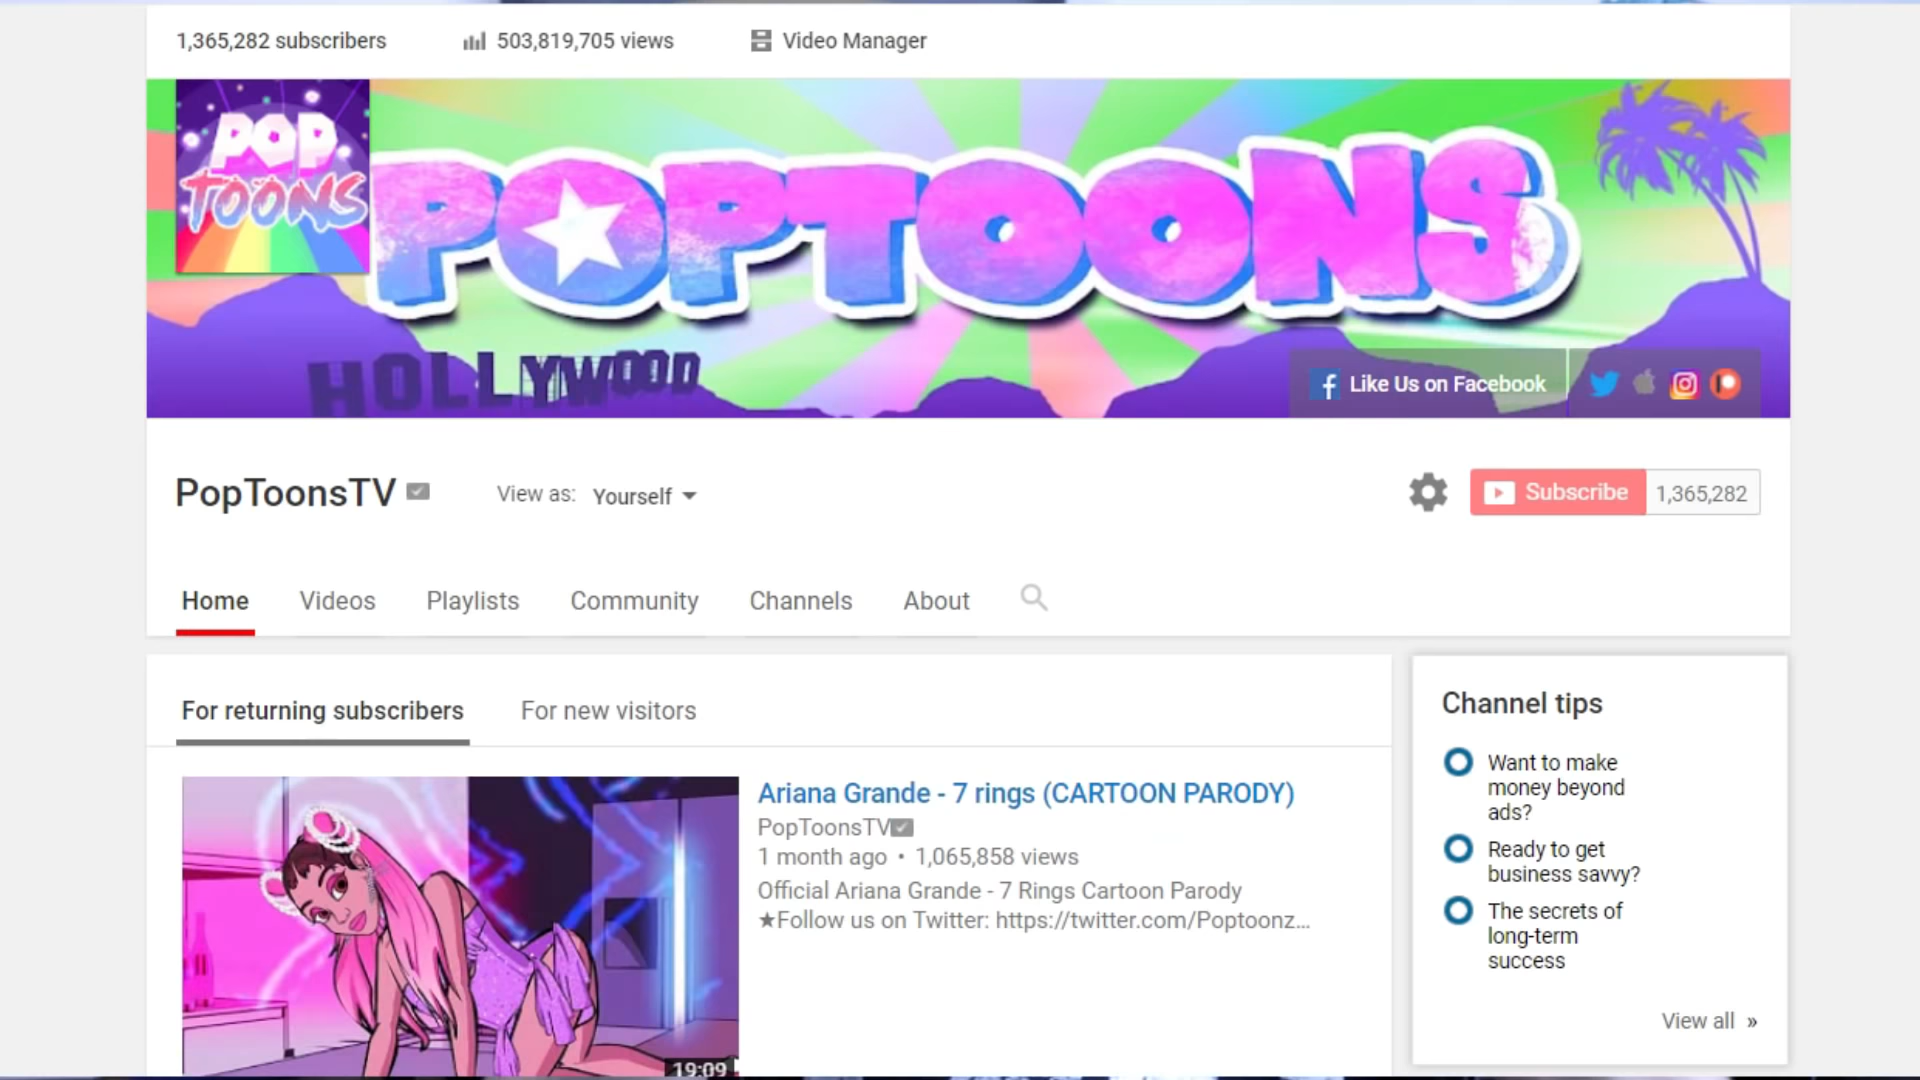 1,365,282 subscribers
503,819,705 views
Video Manager
POP
TOONS
POPTOONS
HOLLYWOOD
Like Us on Facebook
PopToonsTV
View as: Yourself
Subscribe 1,365,282
Home
Videos
Playlists
Community
Channels
About
For returning subscribers
For new visitors
Ariana Grande - 7 rings (CARTOON PARODY)
PopToonsTV
1 month ago • 1,065,858 views
Official Ariana Grande - 7 Rings Cartoon Parody
★Follow us on Twitter: https://twitter.com/Poptoonz...
19:09
Channel tips
Want to make
money beyond
ads?
Ready to get
business savvy?
The secrets of
long-term
success
View all »